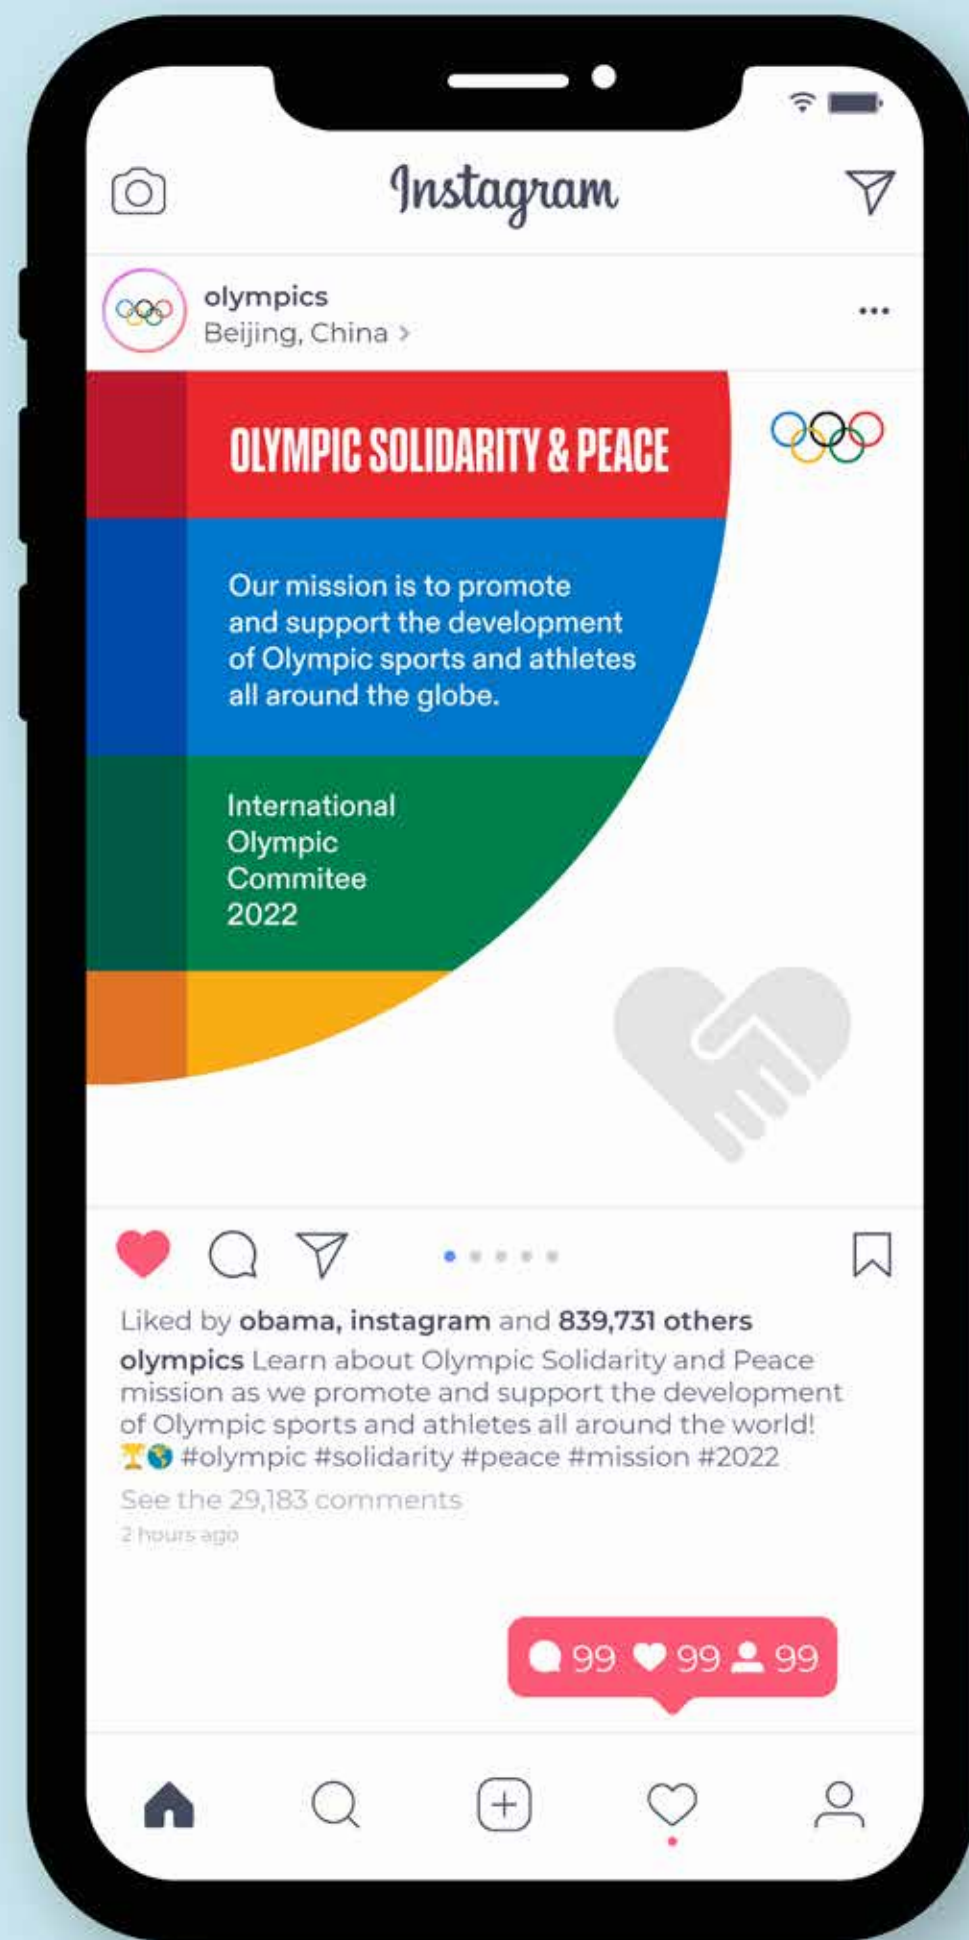 Instagram
olympics
Beijing, China >
OLYMPIC SOLIDARITY & PEACE
Our mission is to promote
and support the development
of Olympic sports and athletes
all around the globe.
International
Olympic
Commitee
2022
Liked by obama, instagram and 839,731 others
olympics Learn about Olympic Solidarity and Peace
mission as we promote and support the development
of Olympic sports and athletes all around the world!
🏆🌎 #olympic #solidarity #peace #mission #2022
See the 29,183 comments
2 hours ago
99 99 99